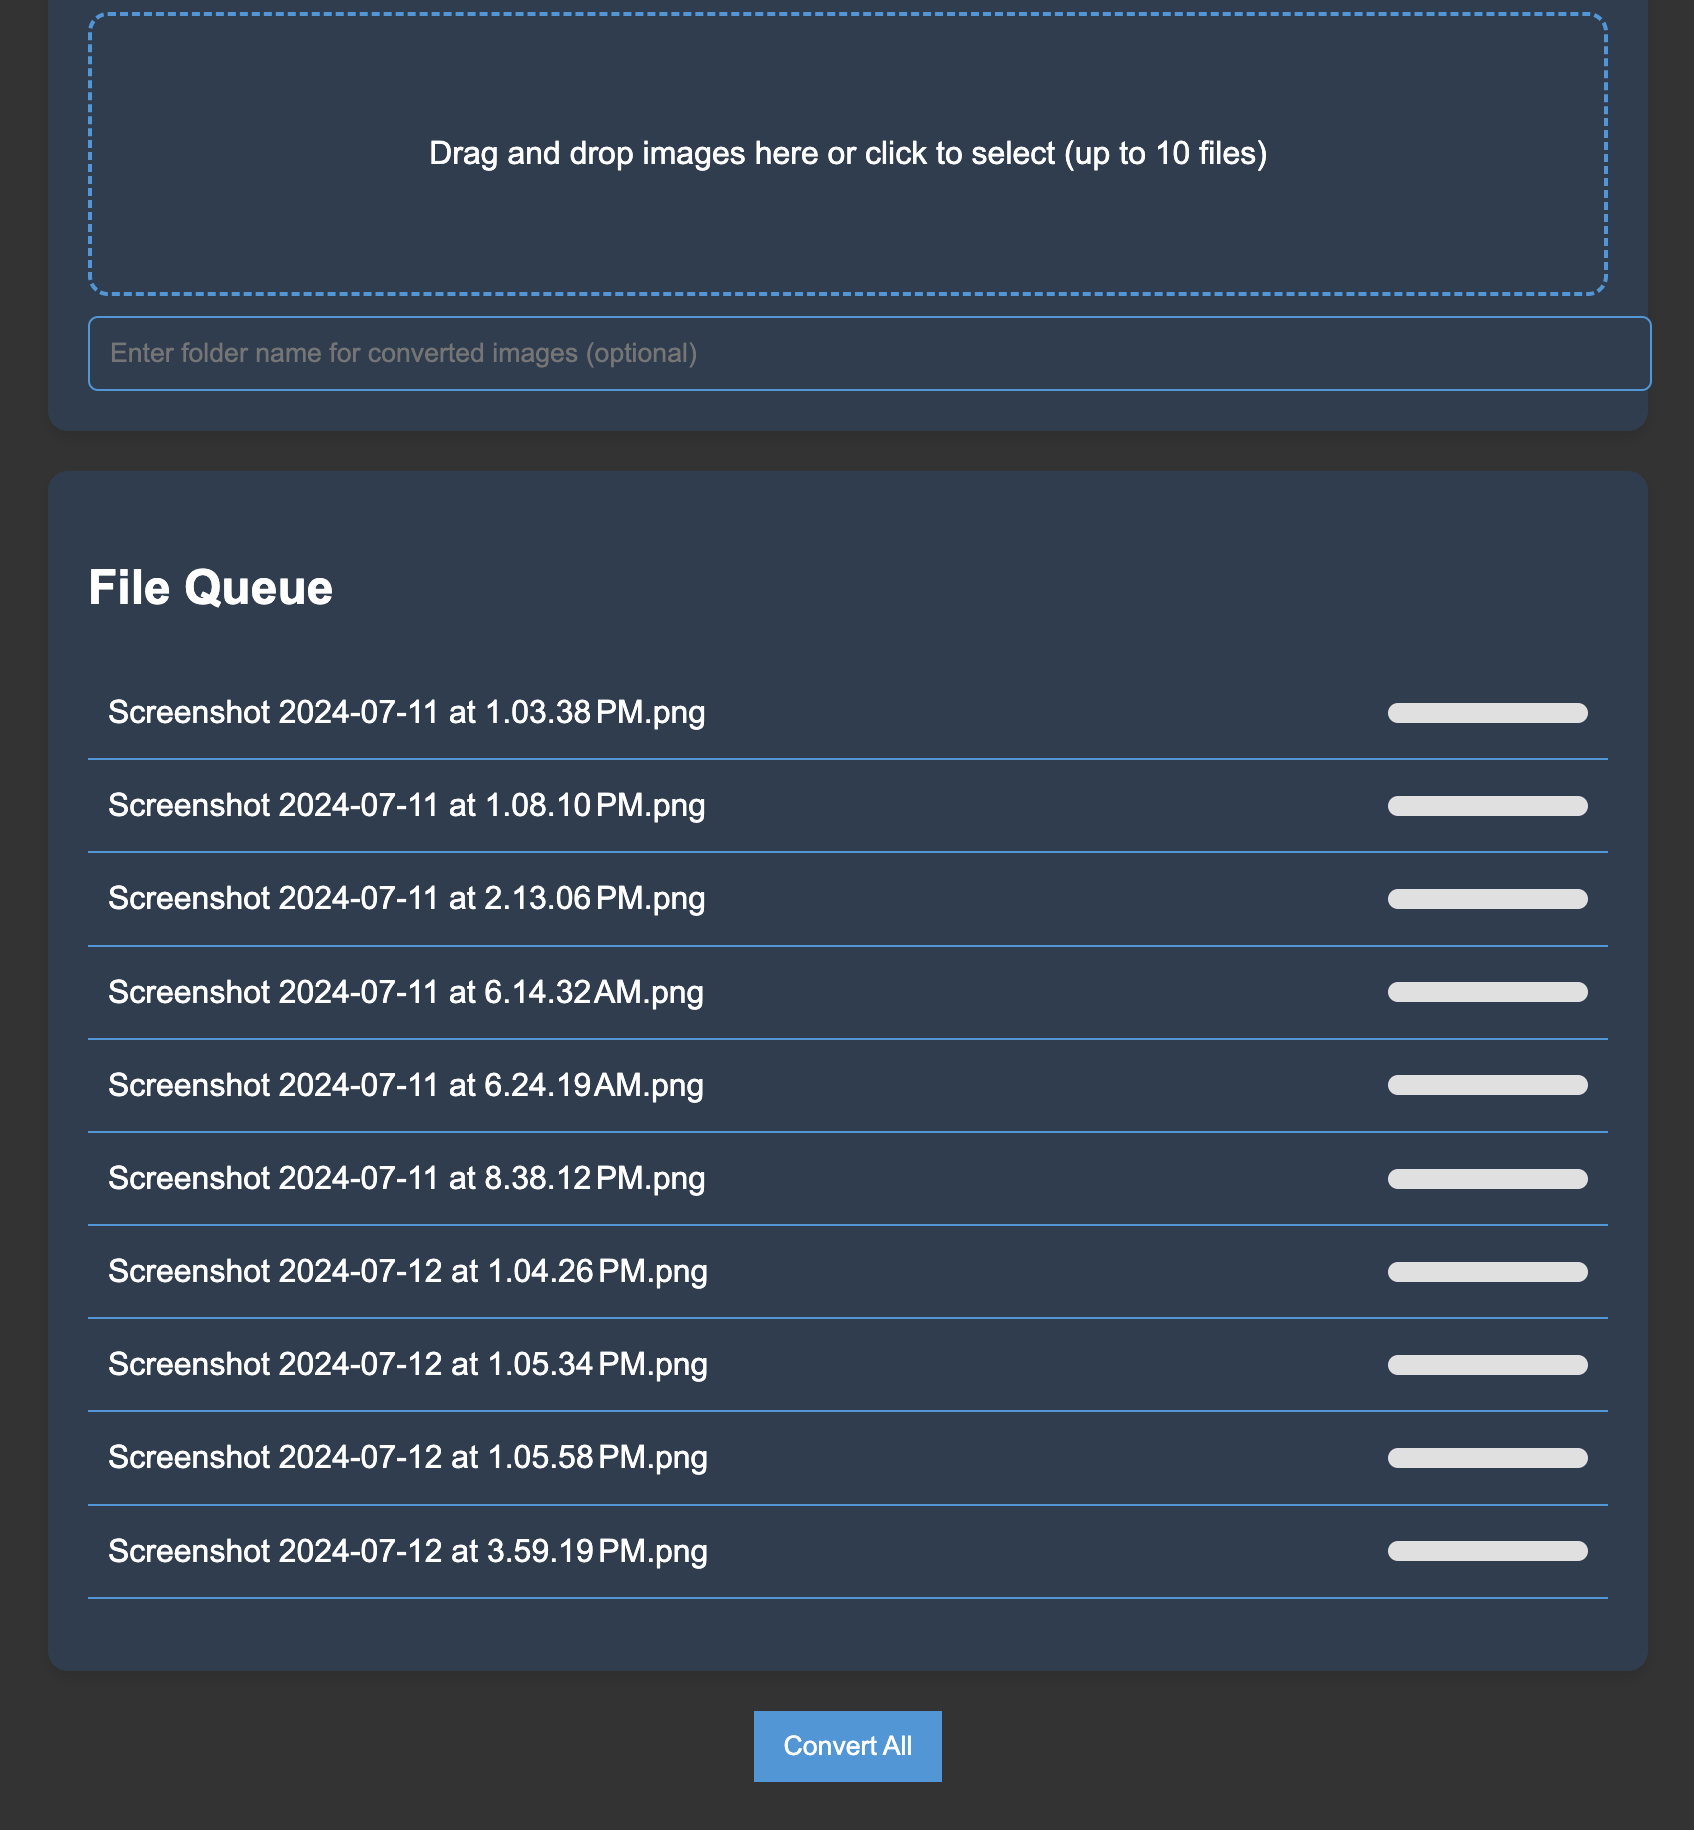 Drag and drop images here or click to select (up to 10 files)
Enter folder name for converted images (optional)
File Queue
Screenshot 2024-07-11 at 1.03.38 PM.png
Screenshot 2024-07-11 at 1.08.10 PM.png
Screenshot 2024-07-11 at 2.13.06 PM.png
Screenshot 2024-07-11 at 6.14.32 AM.png
Screenshot 2024-07-11 at 6.24.19 AM.png
Screenshot 2024-07-11 at 8.38.12 PM.png
Screenshot 2024-07-12 at 1.04.26 PM.png
Screenshot 2024-07-12 at 1.05.34 PM.png
Screenshot 2024-07-12 at 1.05.58 PM.png
Screenshot 2024-07-12 at 3.59.19 PM.png
Convert All